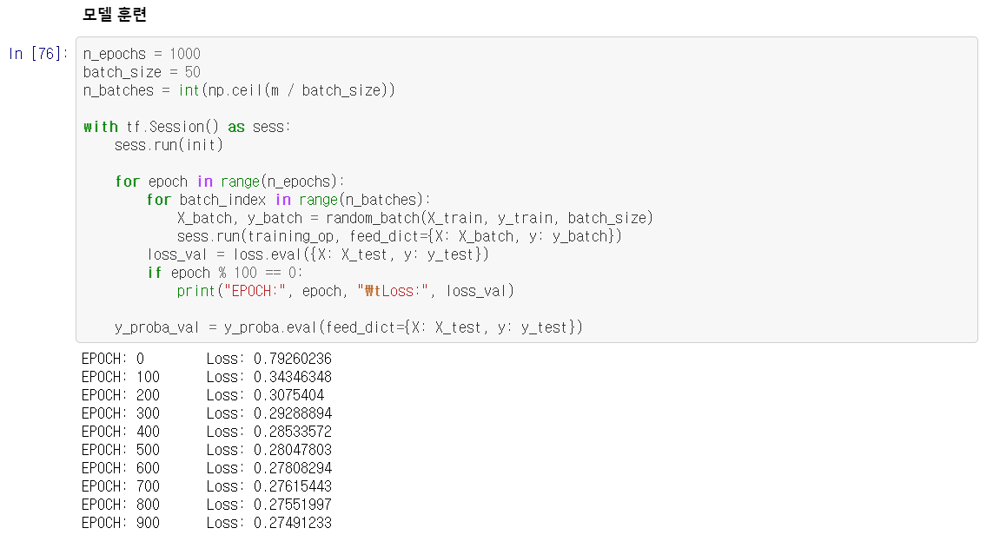 모델 훈련
In [76]:
n_epochs = 1000
batch_size = 50
n_batches = int(np.ceil(m / batch_size))
with tf.Session() as sess:
    sess.run(init)
    for epoch in range(n_epochs):
        for batch_index in range(n_batches):
            X_batch, y_batch = random_batch(X_train, y_train, batch_size)
            sess.run(training_op, feed_dict={X: X_batch, y: y_batch})
        loss_val = loss.eval({X: X_test, y: y_test})
        if epoch % 100 == 0:
            print("EPOCH:", epoch, "₩tLoss:", loss_val)
    y_proba_val = y_proba.eval(feed_dict={X: X_test, y: y_test})
EPOCH: 0 Loss: 0.79260236
EPOCH: 100 Loss: 0.34346348
EPOCH: 200 Loss: 0.3075404
EPOCH: 300 Loss: 0.29288894
EPOCH: 400 Loss: 0.28533572
EPOCH: 500 Loss: 0.28047803
EPOCH: 600 Loss: 0.27808294
EPOCH: 700 Loss: 0.27615443
EPOCH: 800 Loss: 0.27551997
EPOCH: 900 Loss: 0.27491233